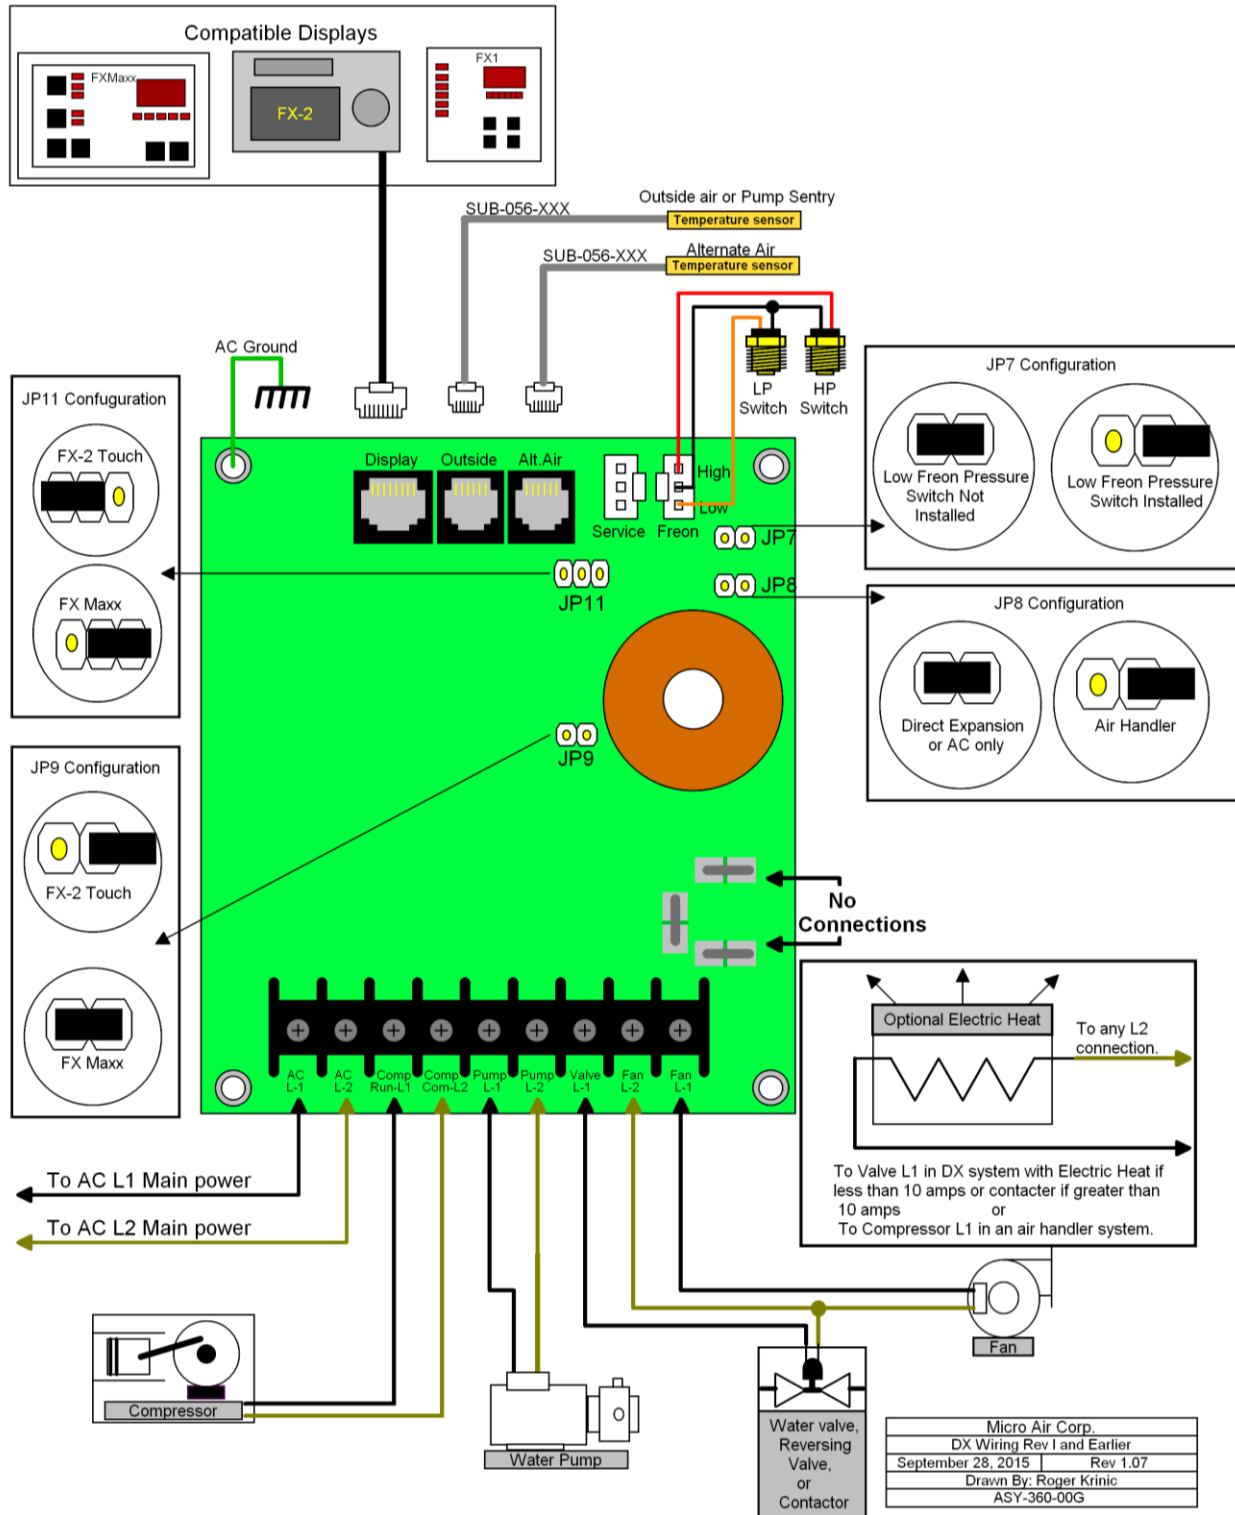 Compatible Displays
FXMaxx
FX-2
FX1
SUB-056-XXX
Outside air or Pump Sentry
Temperature sensor
SUB-056-XXX
Alternate Air
Temperature sensor
AC Ground
LP
Switch
HP
Switch
JP11 Confuguration
FX-2 Touch
FX Maxx
JP7 Configuration
Low Freon Pressure
Switch Not
Installed
Low Freon Pressure
Switch Installed
Display
Outside
Alt.Air
High
Low
Service
Freon
JP7
JP8
JP11
JP9
JP8 Configuration
Direct Expansion
or AC only
Air Handler
JP9 Configuration
FX-2 Touch
FX Maxx
No
Connections
AC
L-1
AC
L-2
Comp
Run-L1
Comp
Com-L2
Pump
L-1
Pump
L-2
Valve
L-1
Fan
L-2
Fan
L-1
Optional Electric Heat
To any L2
connection.
To Valve L1 in DX system with Electric Heat if
less than 10 amps or contacter if greater than
10 amps or
To Compressor L1 in an air handler system.
To AC L1 Main power
To AC L2 Main power
Compressor
Water Pump
Fan
Water valve,
Reversing
Valve,
or
Contactor
Micro Air Corp.
DX Wiring Rev I and Earlier
September 28, 2015 Rev 1.07
Drawn By: Roger Krinic
ASY-360-00G